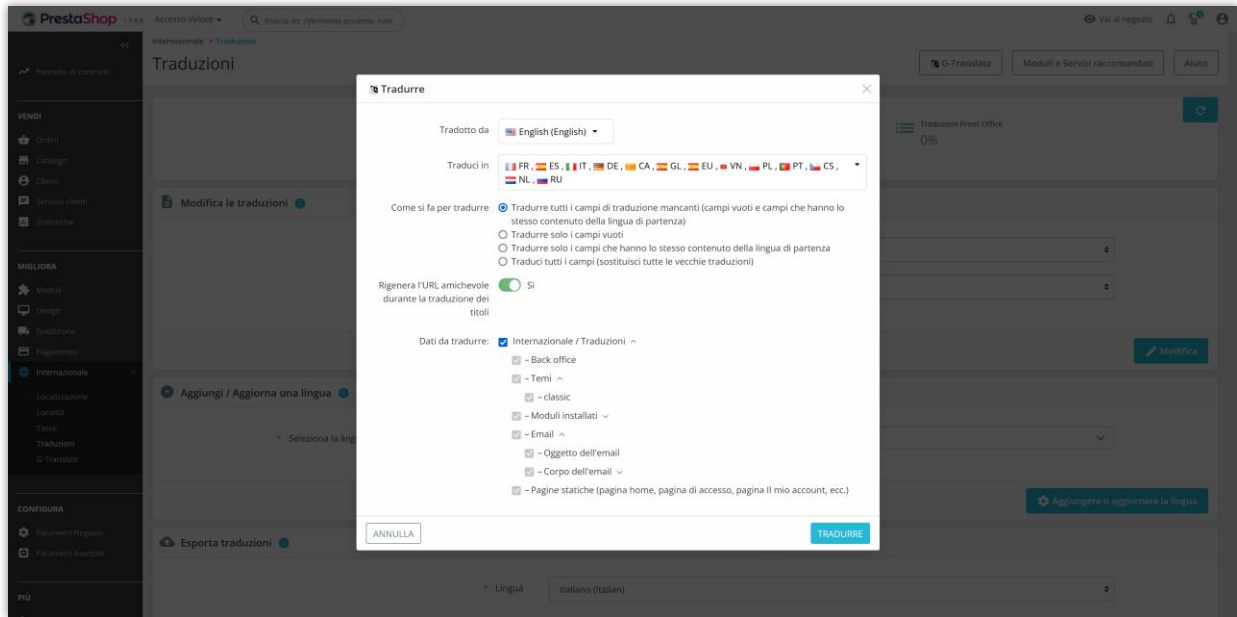 PrestaShop 1.7.8.8 Accesso Veloce
Vai al negozio
Internazionale > Traduzioni
Traduzioni
G-Translate
Moduli e Servizi raccomandati
Aiuto
Pannello di controllo
VENDI
Ordini
Catalogo
Clienti
Servizio clienti
Statistiche
MIGLIORA
Moduli
Design
Spedizione
Pagamento
Internazionale
Localizzazione
Località
Tasse
Traduzioni
G-Translate
CONFIGURA
Parametri Negozio
Parametri Avanzati
PIÙ
Traduzioni Front Office
0%
Modifica le traduzioni
Modifica
Aggiungi / Aggiorna una lingua
* Seleziona la ling
Aggiungere o aggiornare la lingua
Esporta traduzioni
* Lingua
Italiano (Italian)
Tradurre
Tradotto da
English (English)
Traduci in
FR, ES, IT, DE, CA, GL, EU, VN, PL, PT, CS,
NL, RU
Come si fa per tradurre
Tradurre tutti i campi di traduzione mancanti (campi vuoti e campi che hanno lo
stesso contenuto della lingua di partenza)
Tradurre solo i campi vuoti
Tradurre solo i campi che hanno lo stesso contenuto della lingua di partenza
Traduci tutti i campi (sostituisci tutte le vecchie traduzioni)
Rigenera l'URL amichevole
durante la traduzione dei
titoli
Sì
Dati da tradurre:
Internazionale / Traduzioni
– Back office
– Temi
– classic
– Moduli installati
– Email
– Oggetto dell'email
– Corpo dell'email
– Pagine statiche (pagina home, pagina di accesso, pagina Il mio account, ecc.)
ANNULLA
TRADURRE